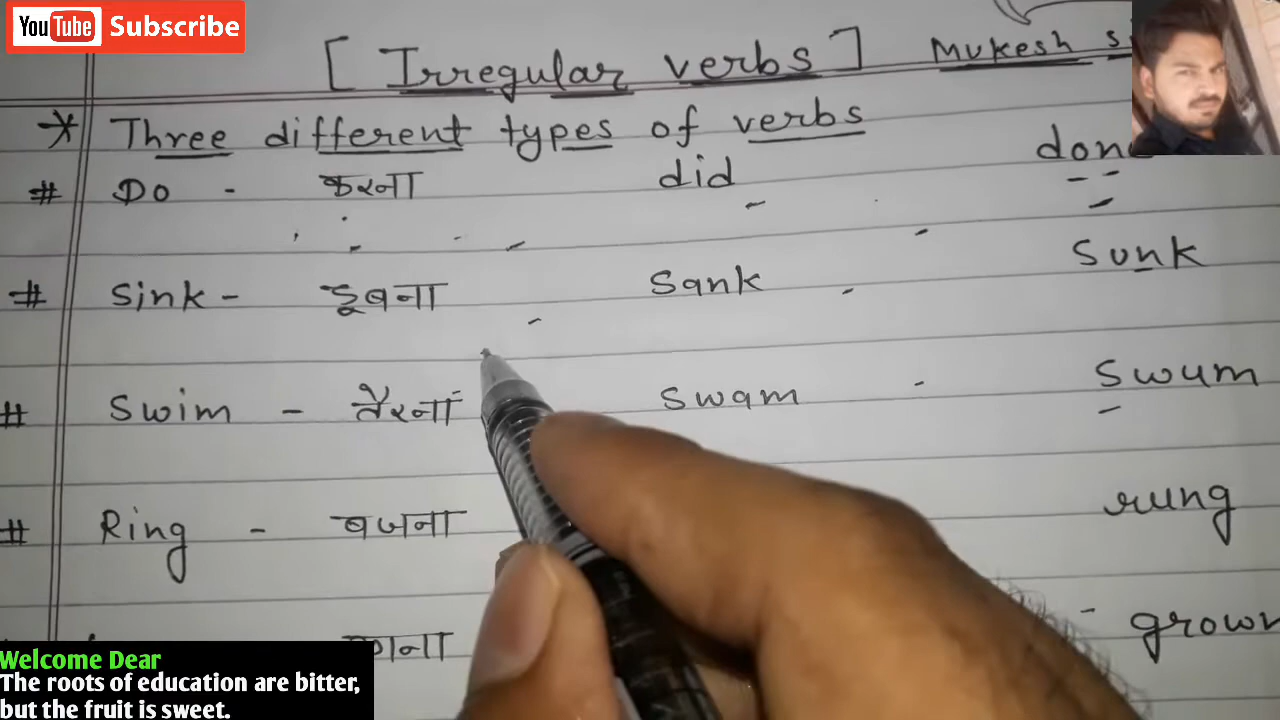 YouTube Subscribe
[ Irregular verbs ] Mukesh
* Three different types of verbs
# Do - करना did done
# Sink - डूबना - Sank - Sunk
# Swim - तैरना - Swam - Swum
# Ring - बजना rung
grown
Welcome Dear
The roots of education are bitter,
but the fruit is sweet.